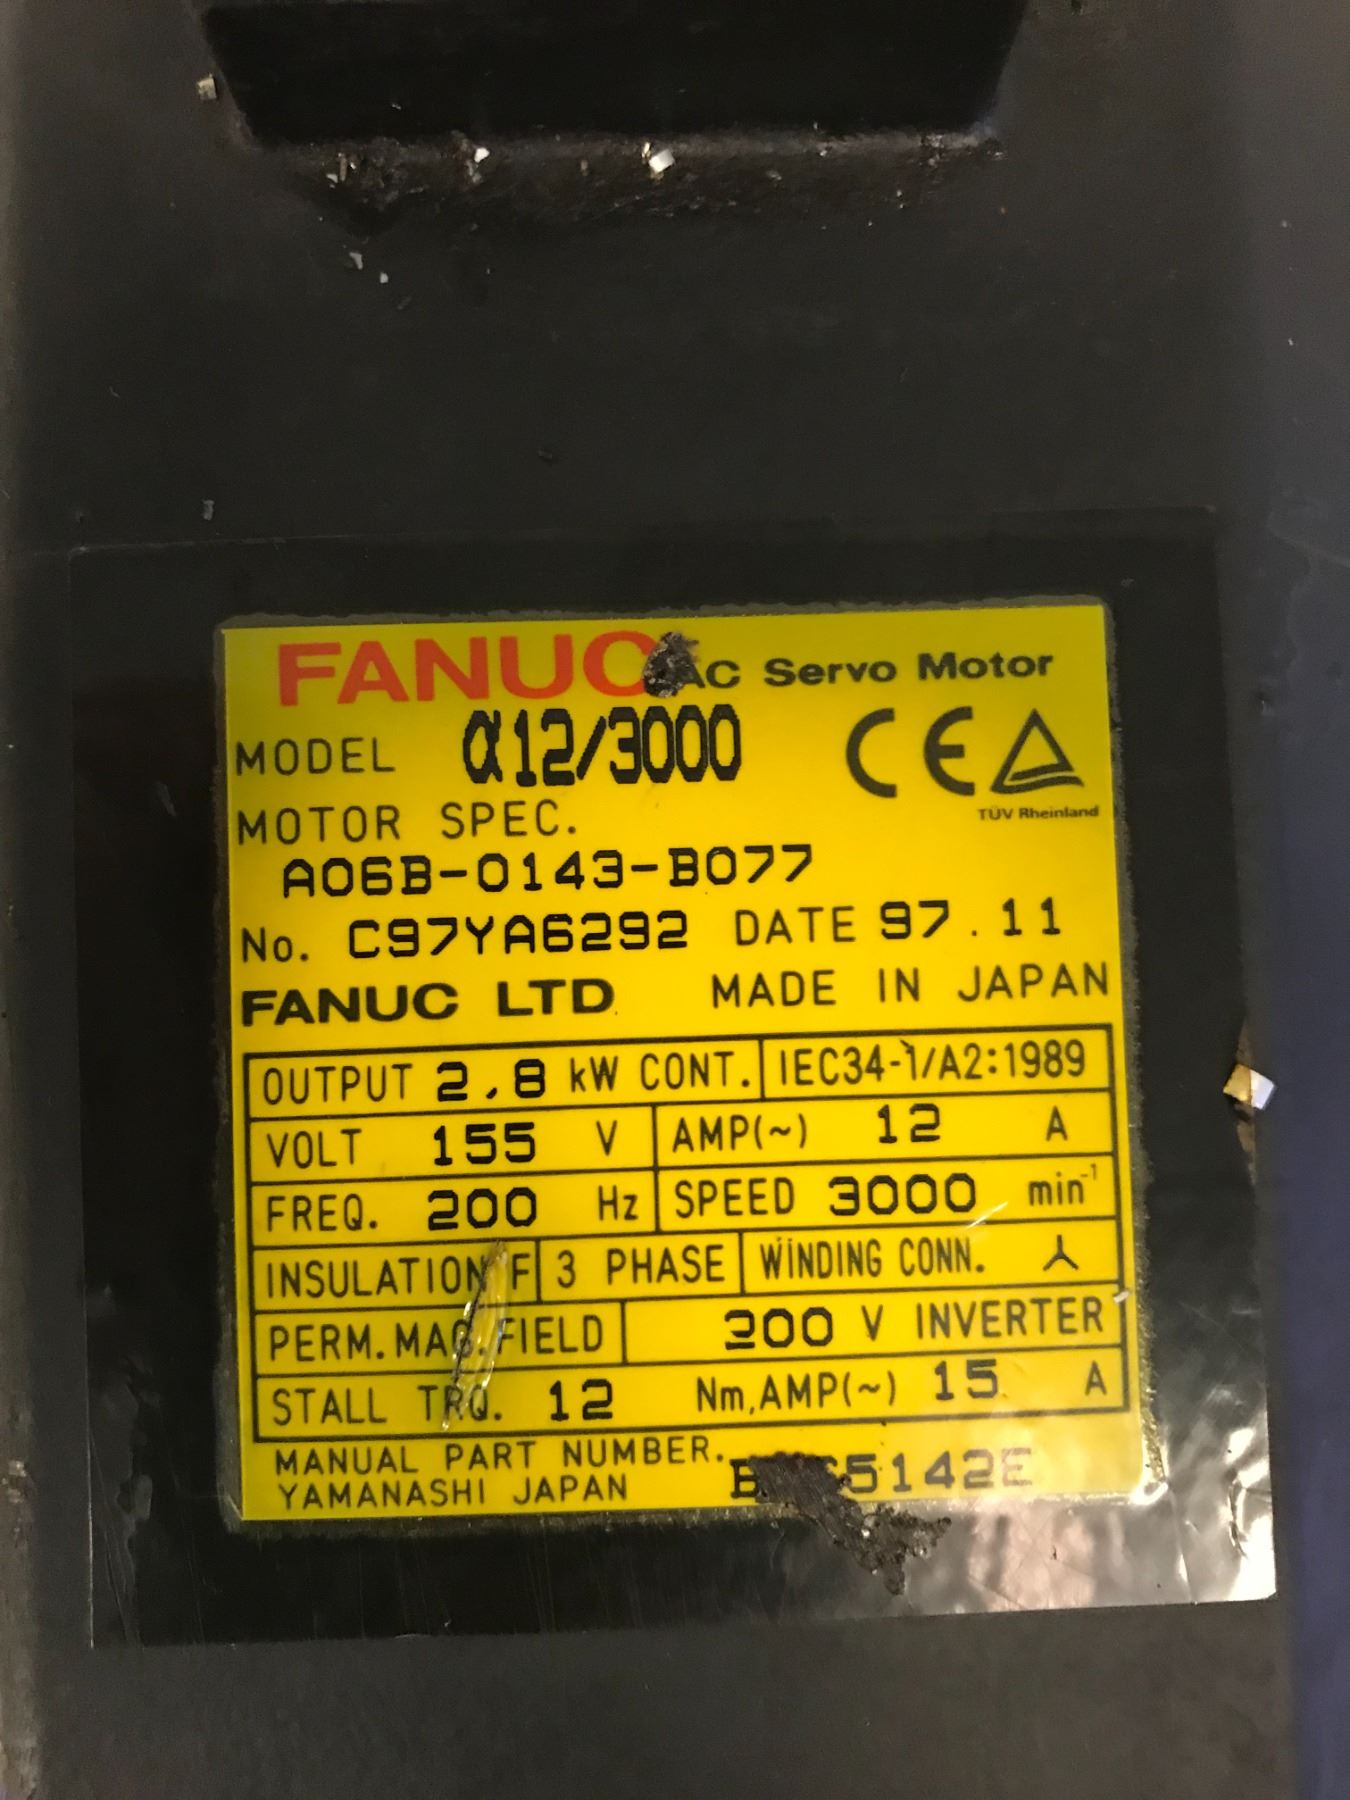 FANUC AC Servo Motor
MODEL α12/3000
TÜV Rheinland
MOTOR SPEC.
A06B-0143-B077
No. C97YA6292 DATE 97.11
FANUC LTD MADE IN JAPAN
OUTPUT 2.8 kW CONT. IEC34-1/A2:1989
VOLT 155 V AMP(~) 12 A
FREQ. 200 Hz SPEED 3000 min⁻¹
INSULATION F 3 PHASE WINDING CONN.
PERM. MAG. FIELD 200 V INVERTER
STALL TRQ. 12 Nm, AMP(~) 15 A
MANUAL PART NUMBER.
YAMANASHI JAPAN